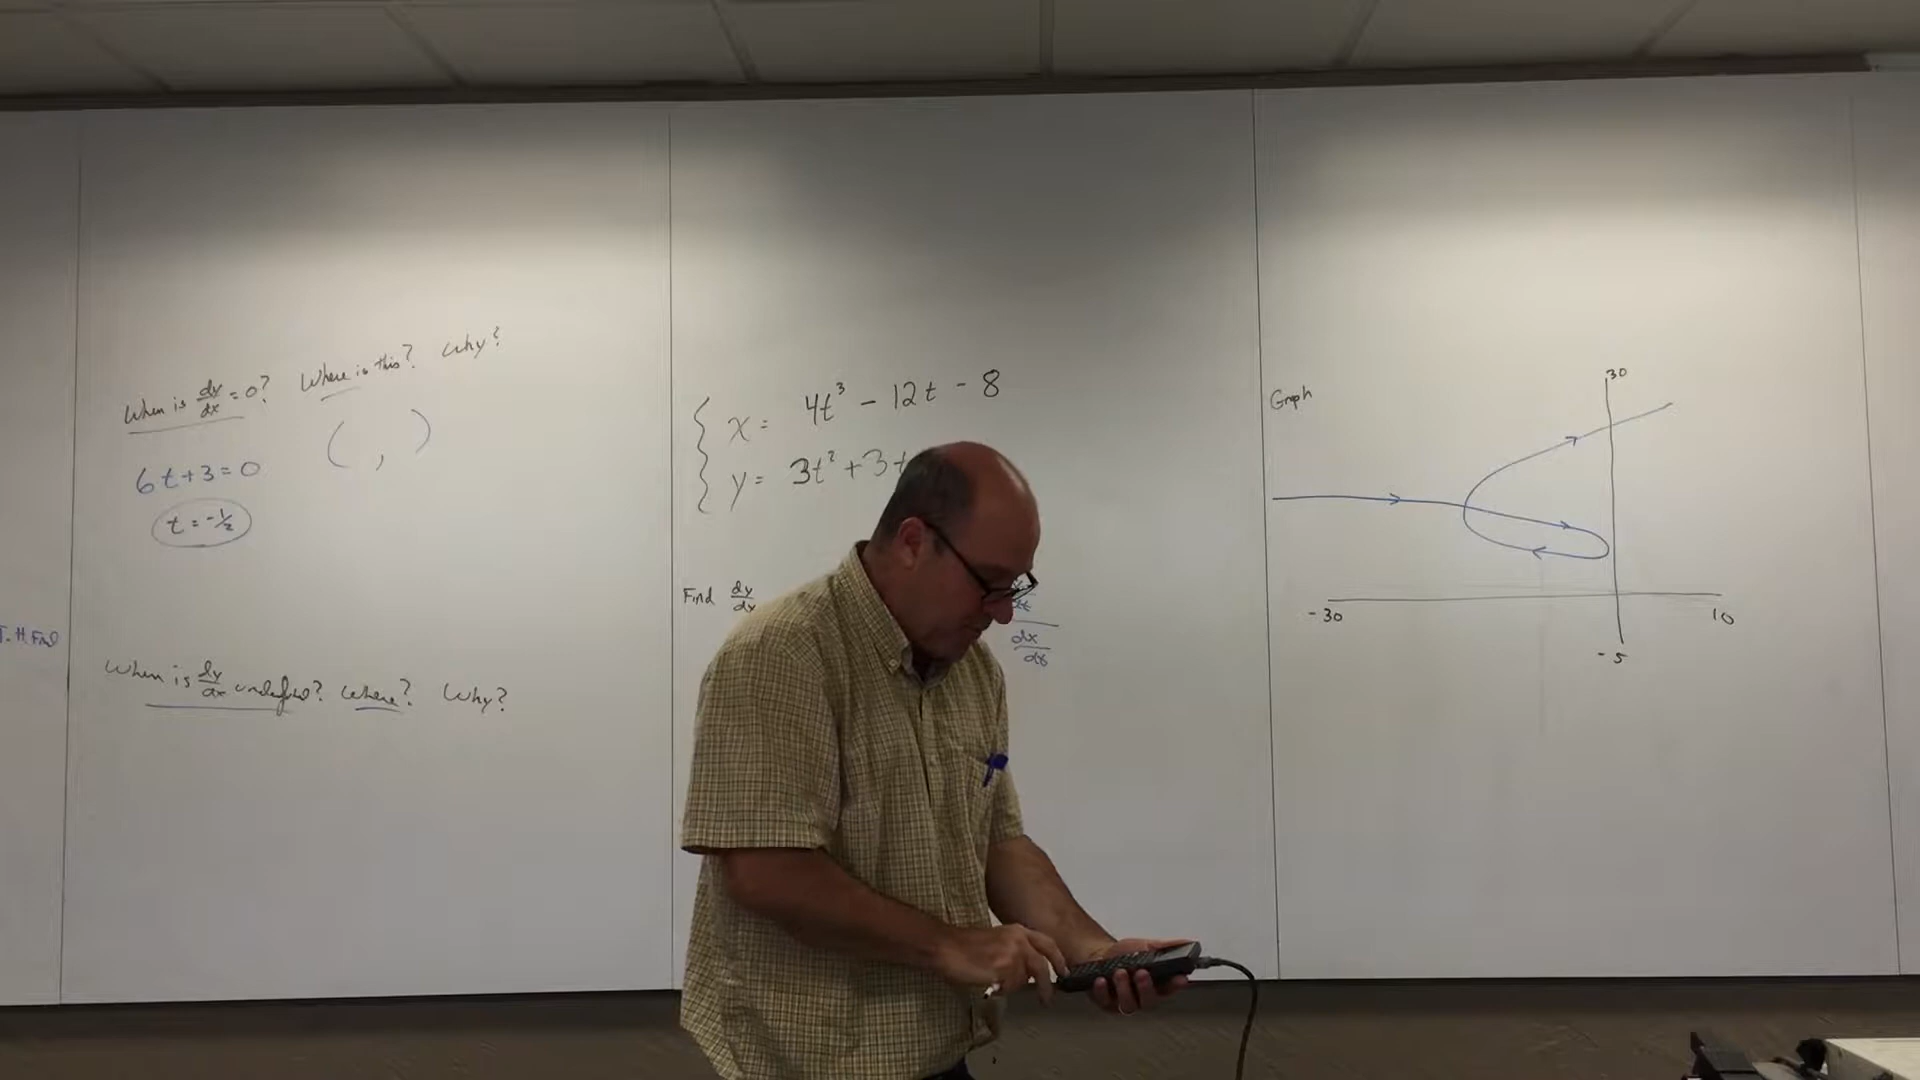 When is dy/dx = 0? Where is this? Why?
6t+3=0 ( , )
t = -1/2
When is dy/dx undefined? Where? Why?
x = 4t³ - 12t - 8
y = 3t² + 3t
Find dy/dx
dx/dt
Graph
30
-30
10
-5